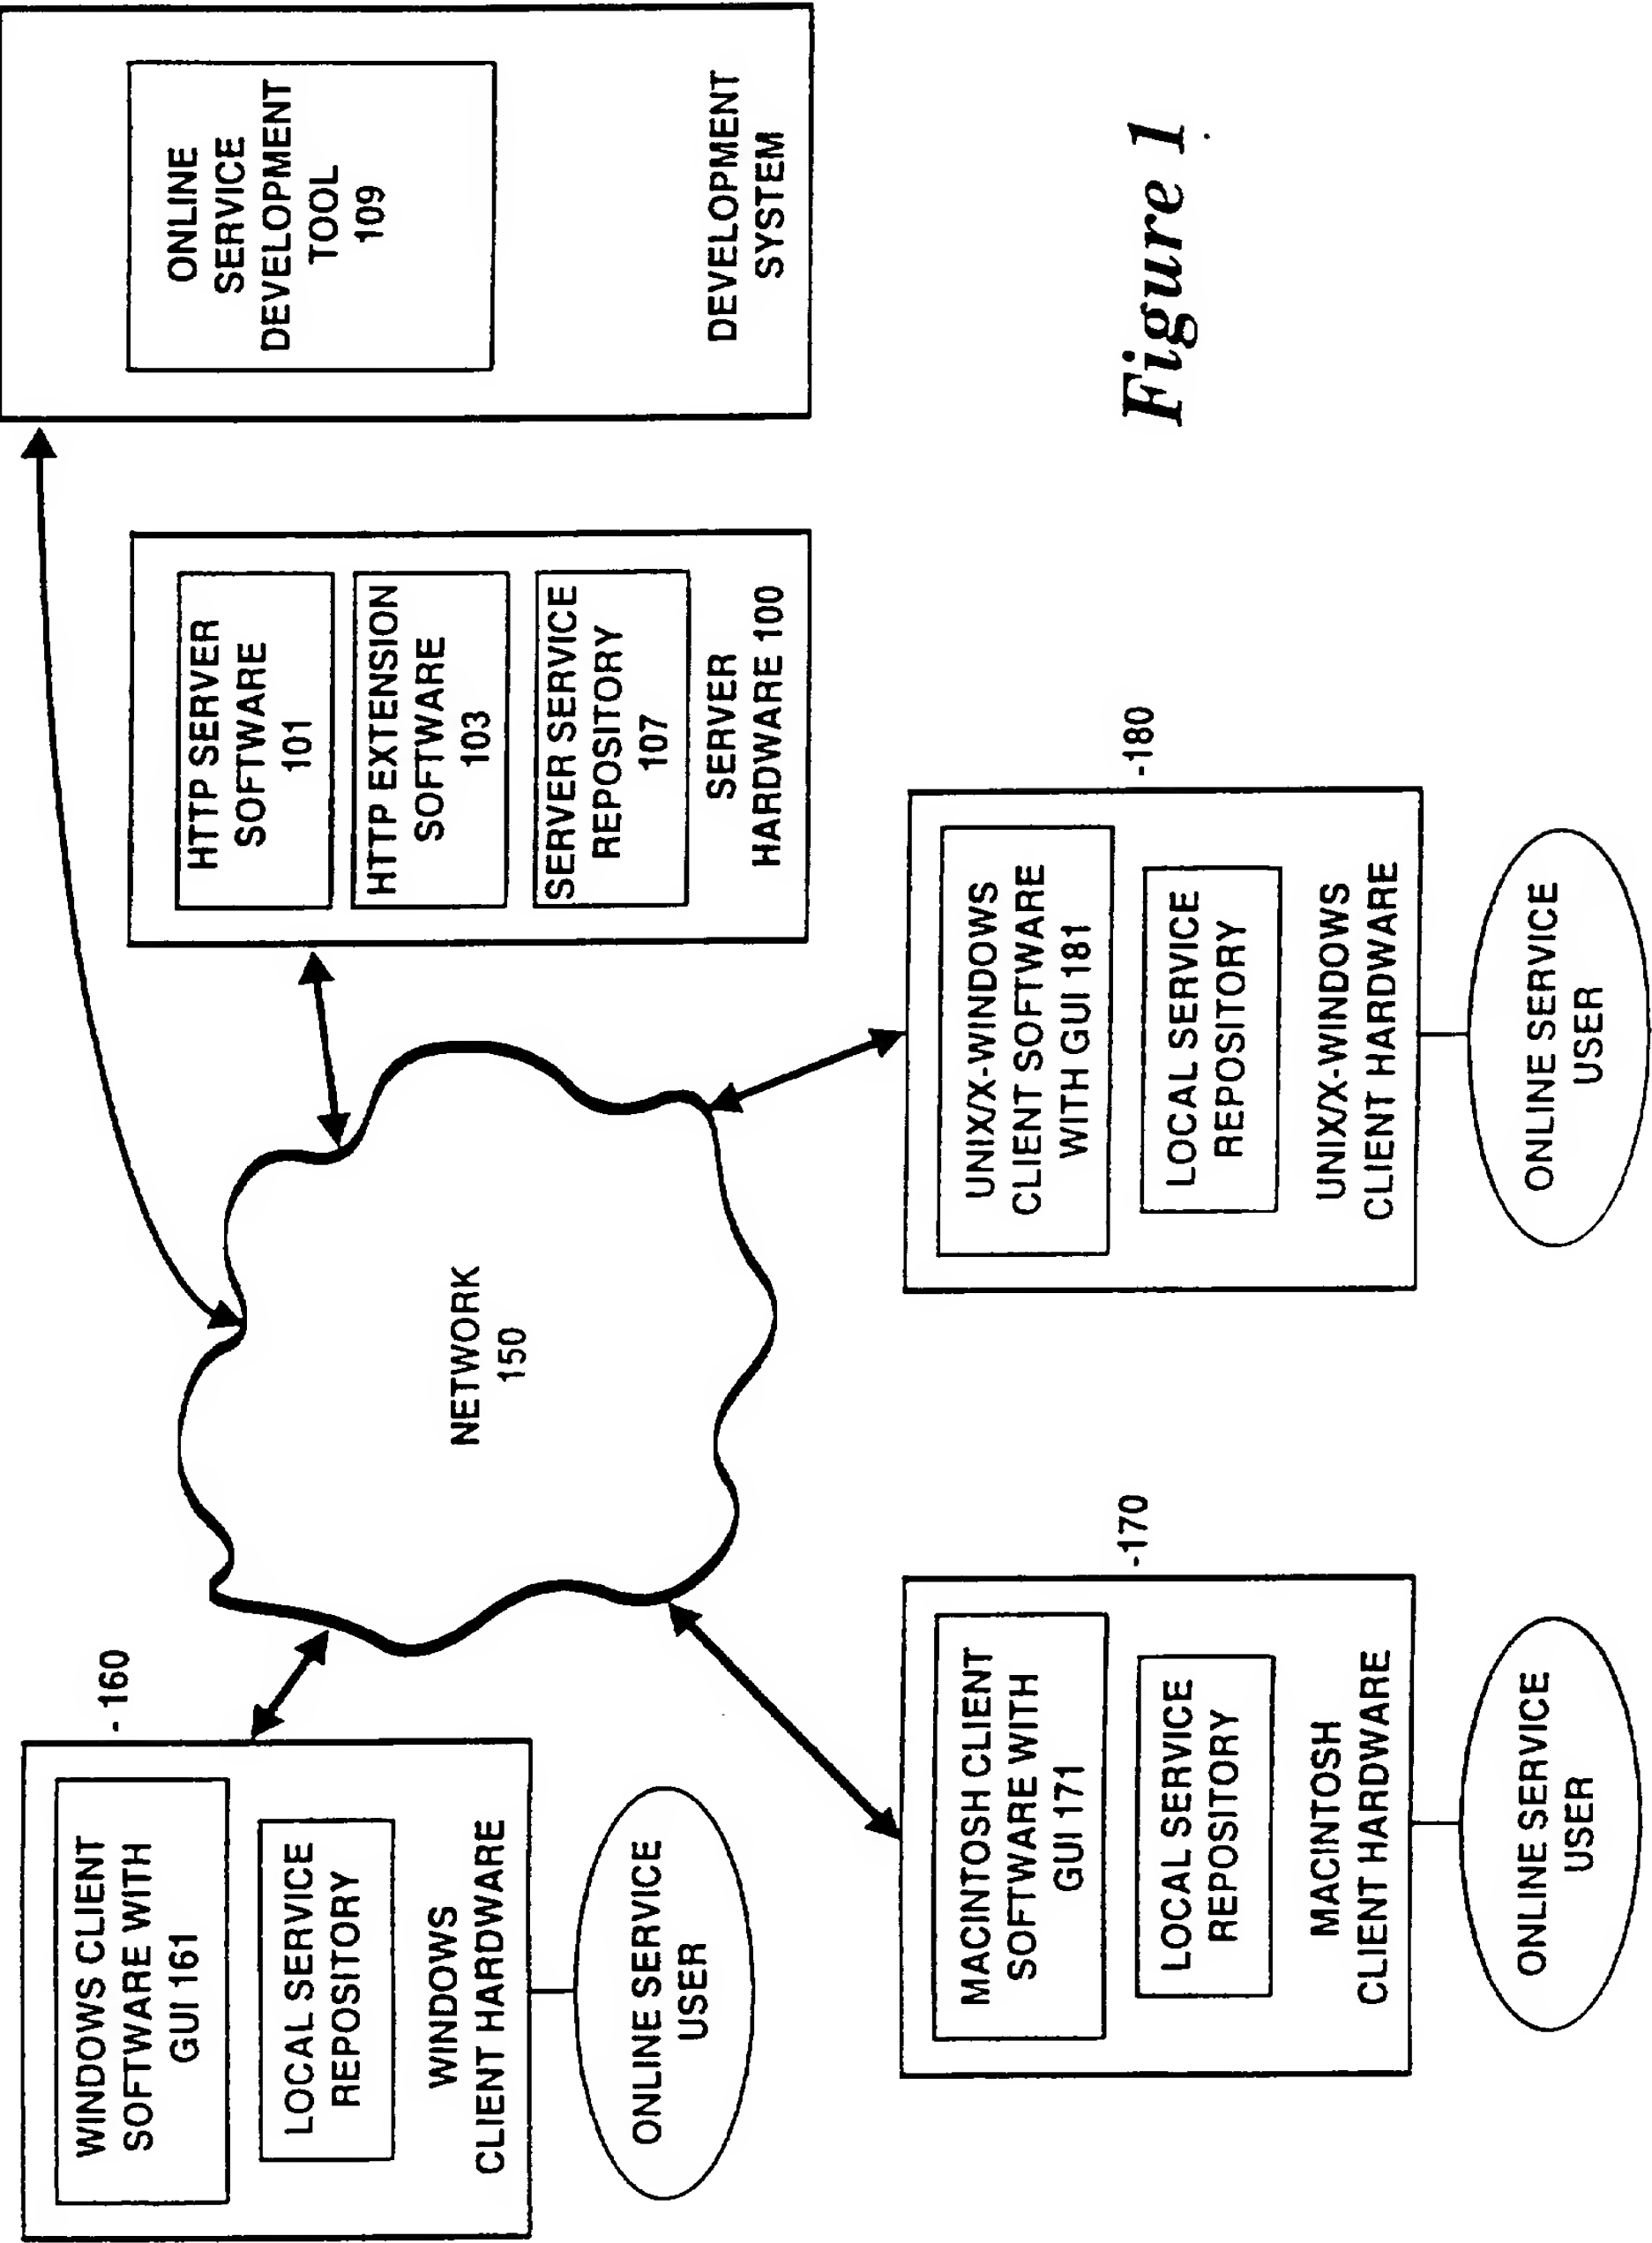 ONLINE
SERVICE
DEVELOPMENT
TOOL
109
DEVELOPMENT
SYSTEM
HTTP SERVER
SOFTWARE
101
HTTP EXTENSION
SOFTWARE
103
SERVER SERVICE
REPOSITORY
107
SERVER
HARDWARE 100
NETWORK
150
- 160
WINDOWS CLIENT
SOFTWARE WITH
GUI 161
LOCAL SERVICE
REPOSITORY
WINDOWS
CLIENT HARDWARE
ONLINE SERVICE
USER
-170
MACINTOSH CLIENT
SOFTWARE WITH
GUI 171
LOCAL SERVICE
REPOSITORY
MACINTOSH
CLIENT HARDWARE
ONLINE SERVICE
USER
-180
UNIX/X-WINDOWS
CLIENT SOFTWARE
WITH GUI 181
LOCAL SERVICE
REPOSITORY
UNIX/X-WINDOWS
CLIENT HARDWARE
ONLINE SERVICE
USER
Figure 1